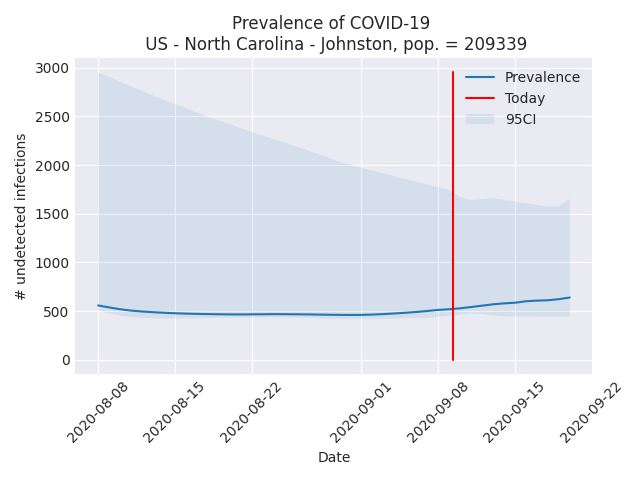 Prevalence of COVID-19
US - North Carolina - Johnston, pop. = 209339
Prevalence
Today
95CI
# undetected infections
3000
2500
2000
1500
1000
500
0
2020-08-08
2020-08-15
2020-08-22
2020-09-01
2020-09-08
2020-09-15
2020-09-22
Date